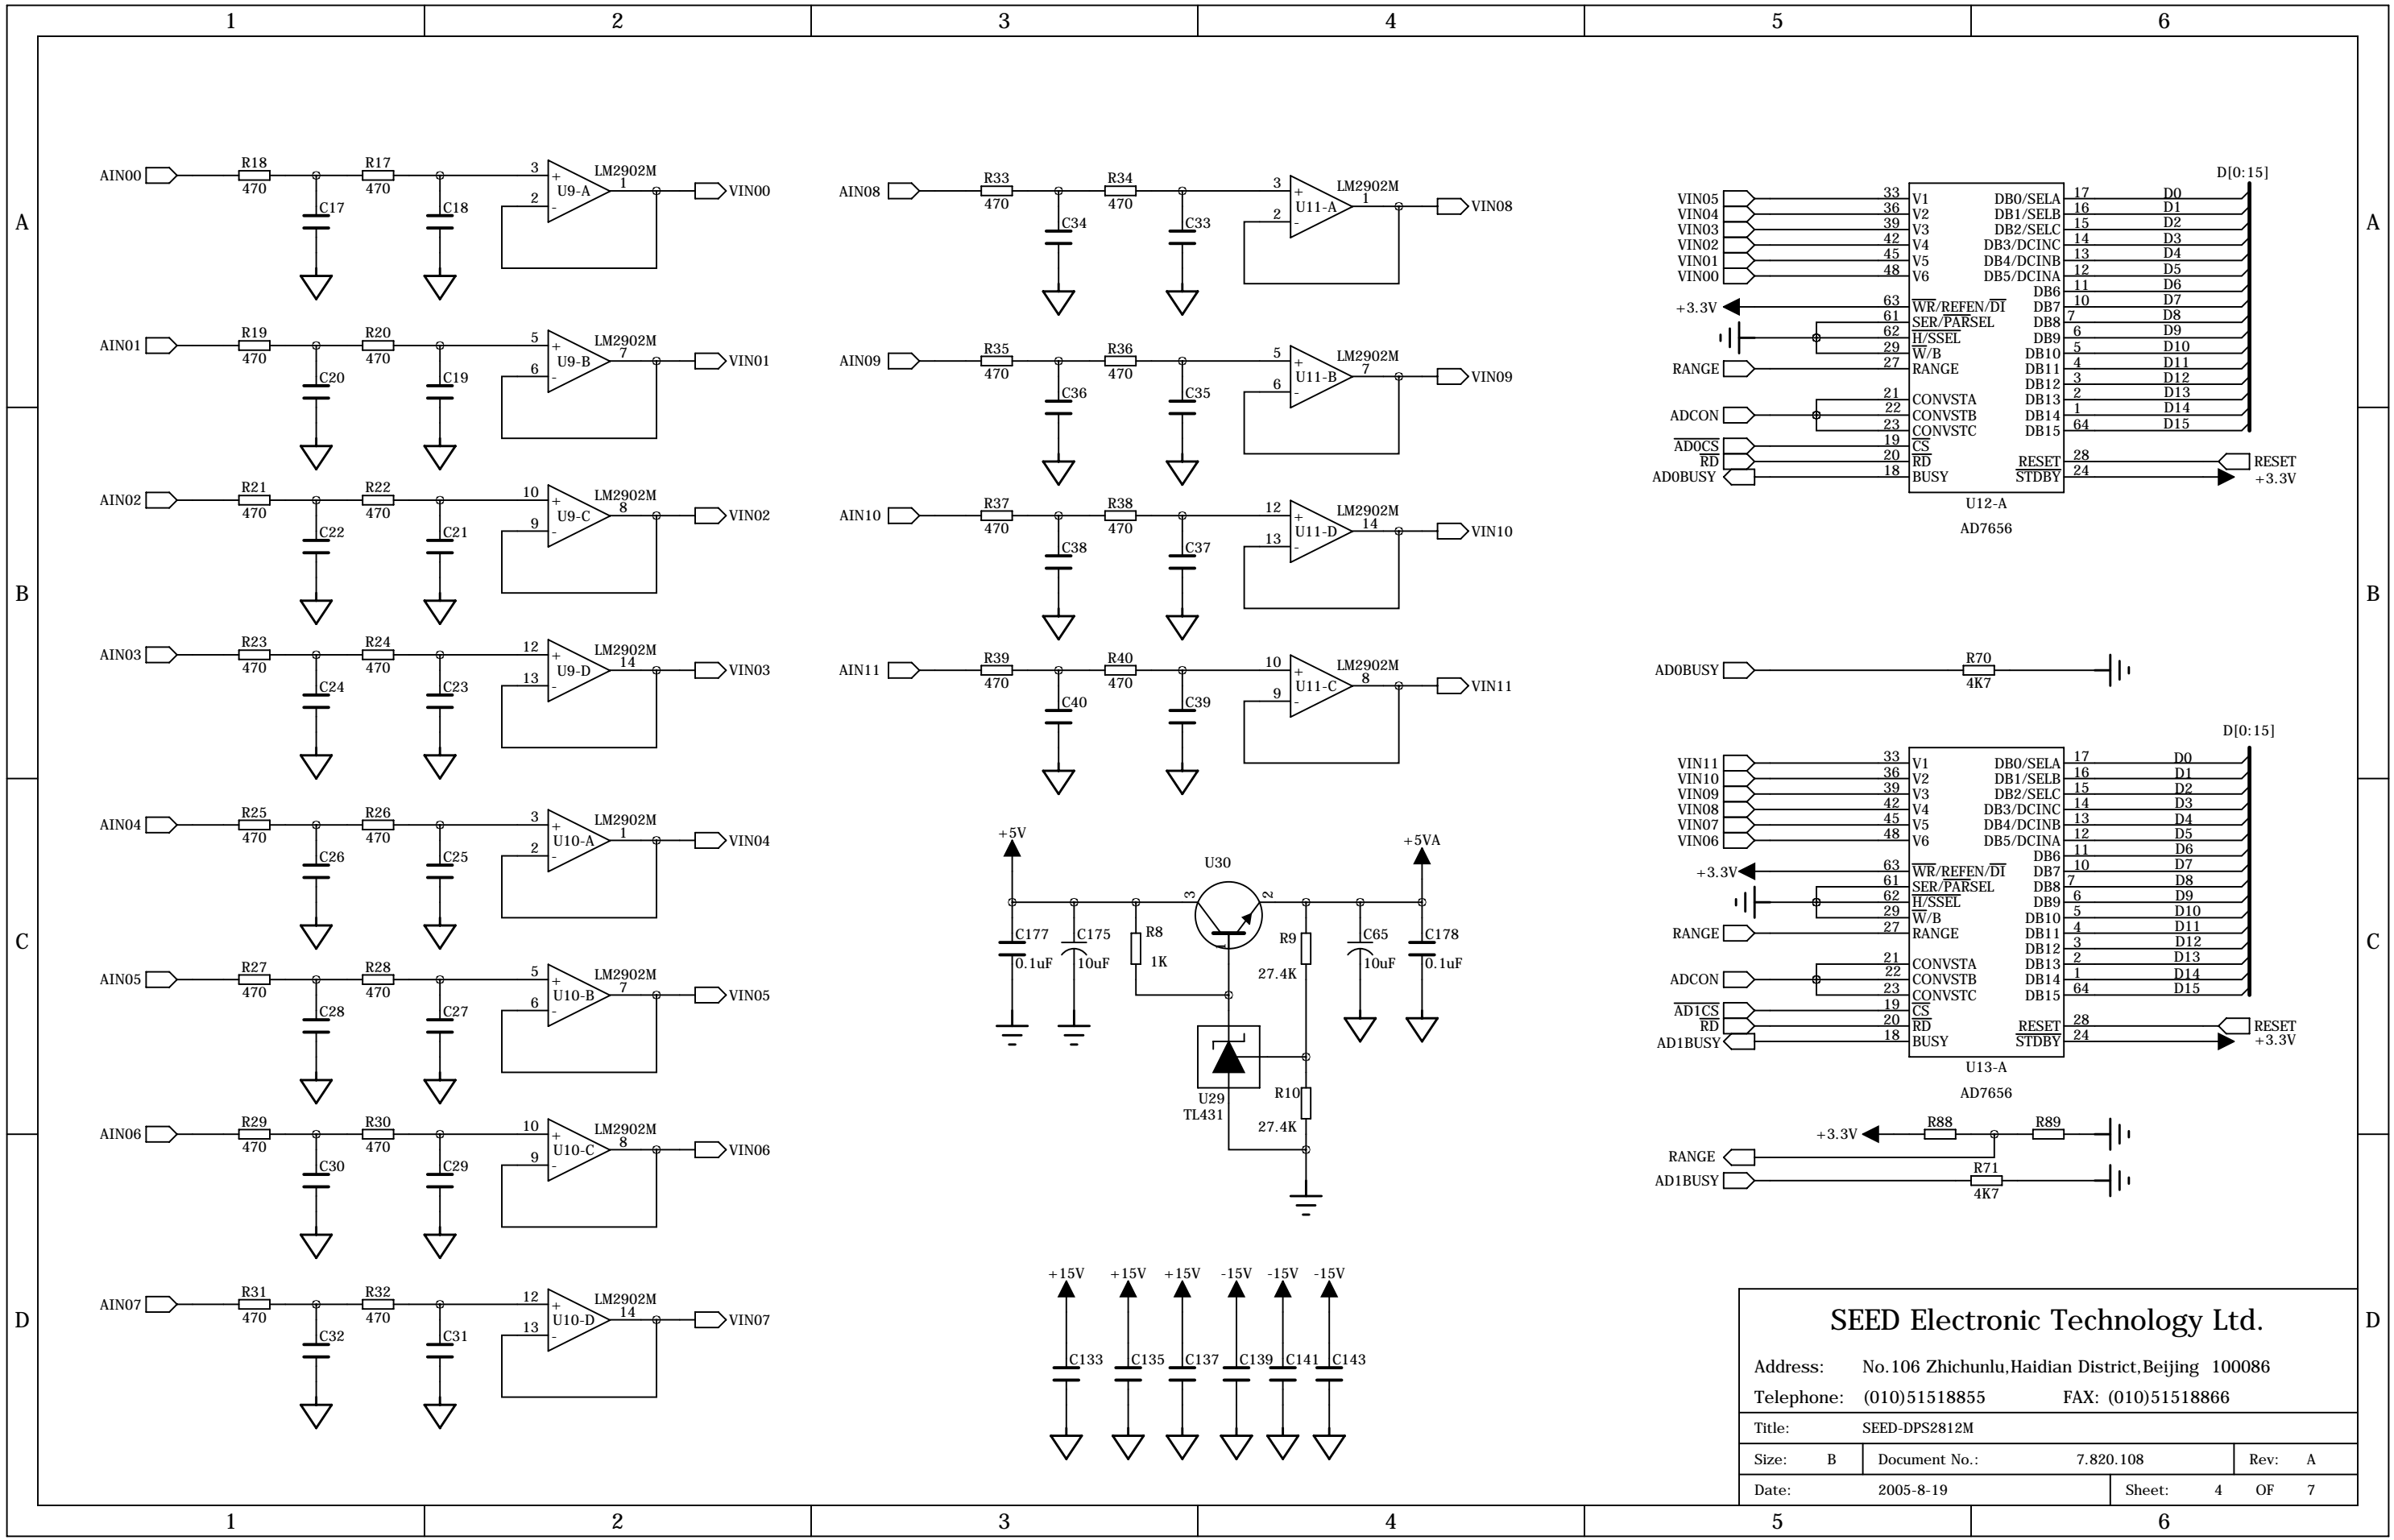 1 2 3 4 5 6
A
B
C
D
AIN00
R18
470
R17
470
C17
C18
3
2
+
-
U9-A
LM2902M
1
VIN00
AIN01
R19
470
R20
470
C20
C19
5
6
+
-
U9-B
LM2902M
7
VIN01
AIN02
R21
470
R22
470
C22
C21
10
9
+
-
U9-C
LM2902M
8
VIN02
AIN03
R23
470
R24
470
C24
C23
12
13
+
-
U9-D
LM2902M
14
VIN03
AIN04
R25
470
R26
470
C26
C25
3
2
+
-
U10-A
LM2902M
1
VIN04
AIN05
R27
470
R28
470
C28
C27
5
6
+
-
U10-B
LM2902M
7
VIN05
AIN06
R29
470
R30
470
C30
C29
10
9
+
-
U10-C
LM2902M
8
VIN06
AIN07
R31
470
R32
470
C32
C31
12
13
+
-
U10-D
LM2902M
14
VIN07
AIN08
R33
470
R34
470
C34
C33
3
2
+
-
U11-A
LM2902M
1
VIN08
AIN09
R35
470
R36
470
C36
C35
5
6
+
-
U11-B
LM2902M
7
VIN09
AIN10
R37
470
R38
470
C38
C37
12
13
+
-
U11-D
LM2902M
14
VIN10
AIN11
R39
470
R40
470
C40
C39
10
9
+
-
U11-C
LM2902M
8
VIN11
+5V
U30
+5VA
3
2
1
C177
0.1uF
C175
10uF
R8
1K
R9
27.4K
C65
10uF
C178
0.1uF
U29
TL431
R10
27.4K
+15V +15V +15V -15V -15V -15V
C133 C135 C137 C139 C141 C143
D[0:15]
VIN05 33 V1 DB0/SELA 17 D0
VIN04 36 V2 DB1/SELB 16 D1
VIN03 39 V3 DB2/SELC 15 D2
VIN02 42 V4 DB3/DCINC 14 D3
VIN01 45 V5 DB4/DCINB 13 D4
VIN00 48 V6 DB5/DCINA 12 D5
DB6 11 D6
+3.3V 63 WR/REFEN/DI DB7 10 D7
61 SER/PARSEL DB8 7 D8
62 H/SSEL DB9 6 D9
29 W/B DB10 5 D10
RANGE 27 RANGE DB11 4 D11
DB12 3 D12
21 CONVSTA DB13 2 D13
ADCON 22 CONVSTB DB14 1 D14
23 CONVSTC DB15 64 D15
AD0CS 19 CS
RD 20 RD RESET 28 RESET
AD0BUSY 18 BUSY STDBY 24 +3.3V
U12-A
AD7656
AD0BUSY
R70
4K7
D[0:15]
VIN11 33 V1 DB0/SELA 17 D0
VIN10 36 V2 DB1/SELB 16 D1
VIN09 39 V3 DB2/SELC 15 D2
VIN08 42 V4 DB3/DCINC 14 D3
VIN07 45 V5 DB4/DCINB 13 D4
VIN06 48 V6 DB5/DCINA 12 D5
DB6 11 D6
+3.3V 63 WR/REFEN/DI DB7 10 D7
61 SER/PARSEL DB8 7 D8
62 H/SSEL DB9 6 D9
29 W/B DB10 5 D10
RANGE 27 RANGE DB11 4 D11
DB12 3 D12
21 CONVSTA DB13 2 D13
ADCON 22 CONVSTB DB14 1 D14
23 CONVSTC DB15 64 D15
AD1CS 19 CS
RD 20 RD RESET 28 RESET
AD1BUSY 18 BUSY STDBY 24 +3.3V
U13-A
AD7656
+3.3V R88 R89
RANGE
AD1BUSY
R71
4K7
SEED Electronic Technology Ltd.
Address: No.106 Zhichunlu,Haidian District,Beijing 100086
Telephone: (010)51518855 FAX: (010)51518866
Title: SEED-DPS2812M
Size: B Document No.: 7.820.108 Rev: A
Date: 2005-8-19 Sheet: 4 OF 7
A
B
C
D
1 2 3 4 5 6